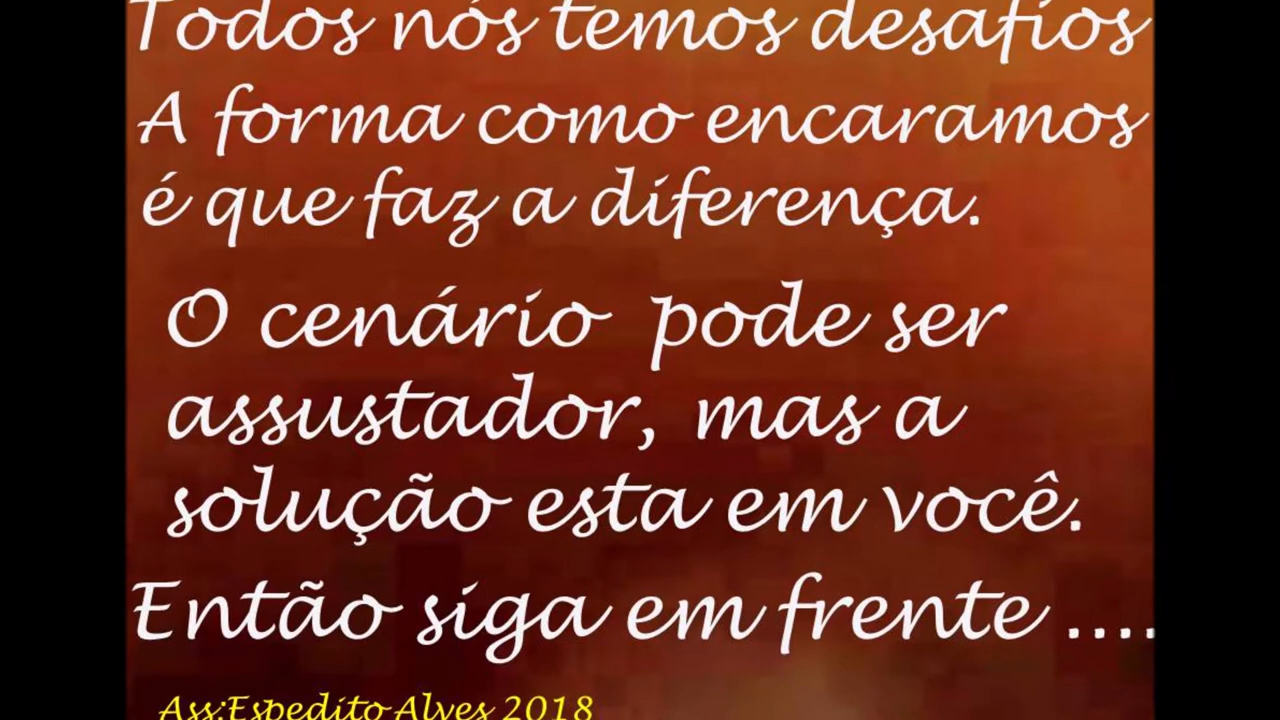 Todos nós temos desafios
A forma como encaramos
é que faz a diferença.
O cenário pode ser
assustador, mas a
solução esta em você.
Então siga em frente ....
Ass:Espedito Alves 2018